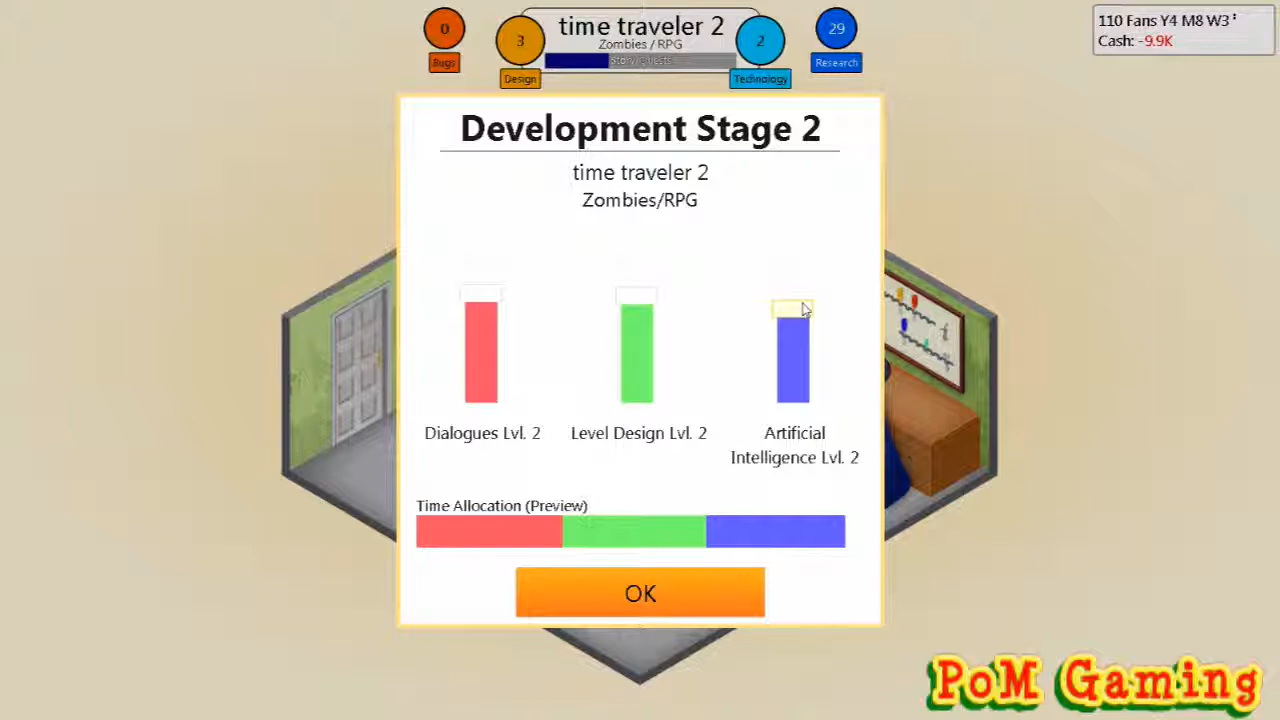 0
Bugs
3
Design
time traveler 2
Zombies / RPG
Story/Quests
2
Technology
29
Research
110 Fans Y4 M8 W3
Cash: -9.9K
Development Stage 2
time traveler 2
Zombies/RPG
Dialogues Lvl. 2
Level Design Lvl. 2
Artificial
Intelligence Lvl. 2
Time Allocation (Preview)
OK
PoM Gaming